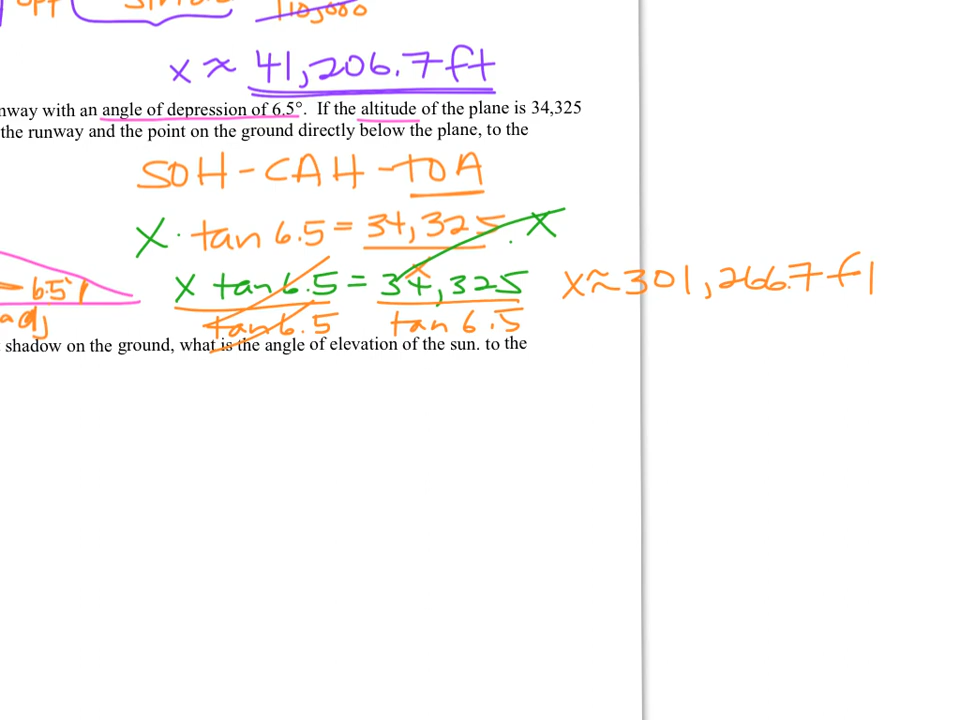 110,000
x ≈ 41,206.7ft
nway with an angle of depression of 6.5°. If the altitude of the plane is 34,325
the runway and the point on the ground directly below the plane, to the
SOH-CAH-TOA
x · tan 6.5 = 34,325 · x
x
6.5°
x tan 6.5 = 34,325 x ≈ 301,266.7 f
adj tan 6.5 tan 6.5
shadow on the ground, what is the angle of elevation of the sun. to the